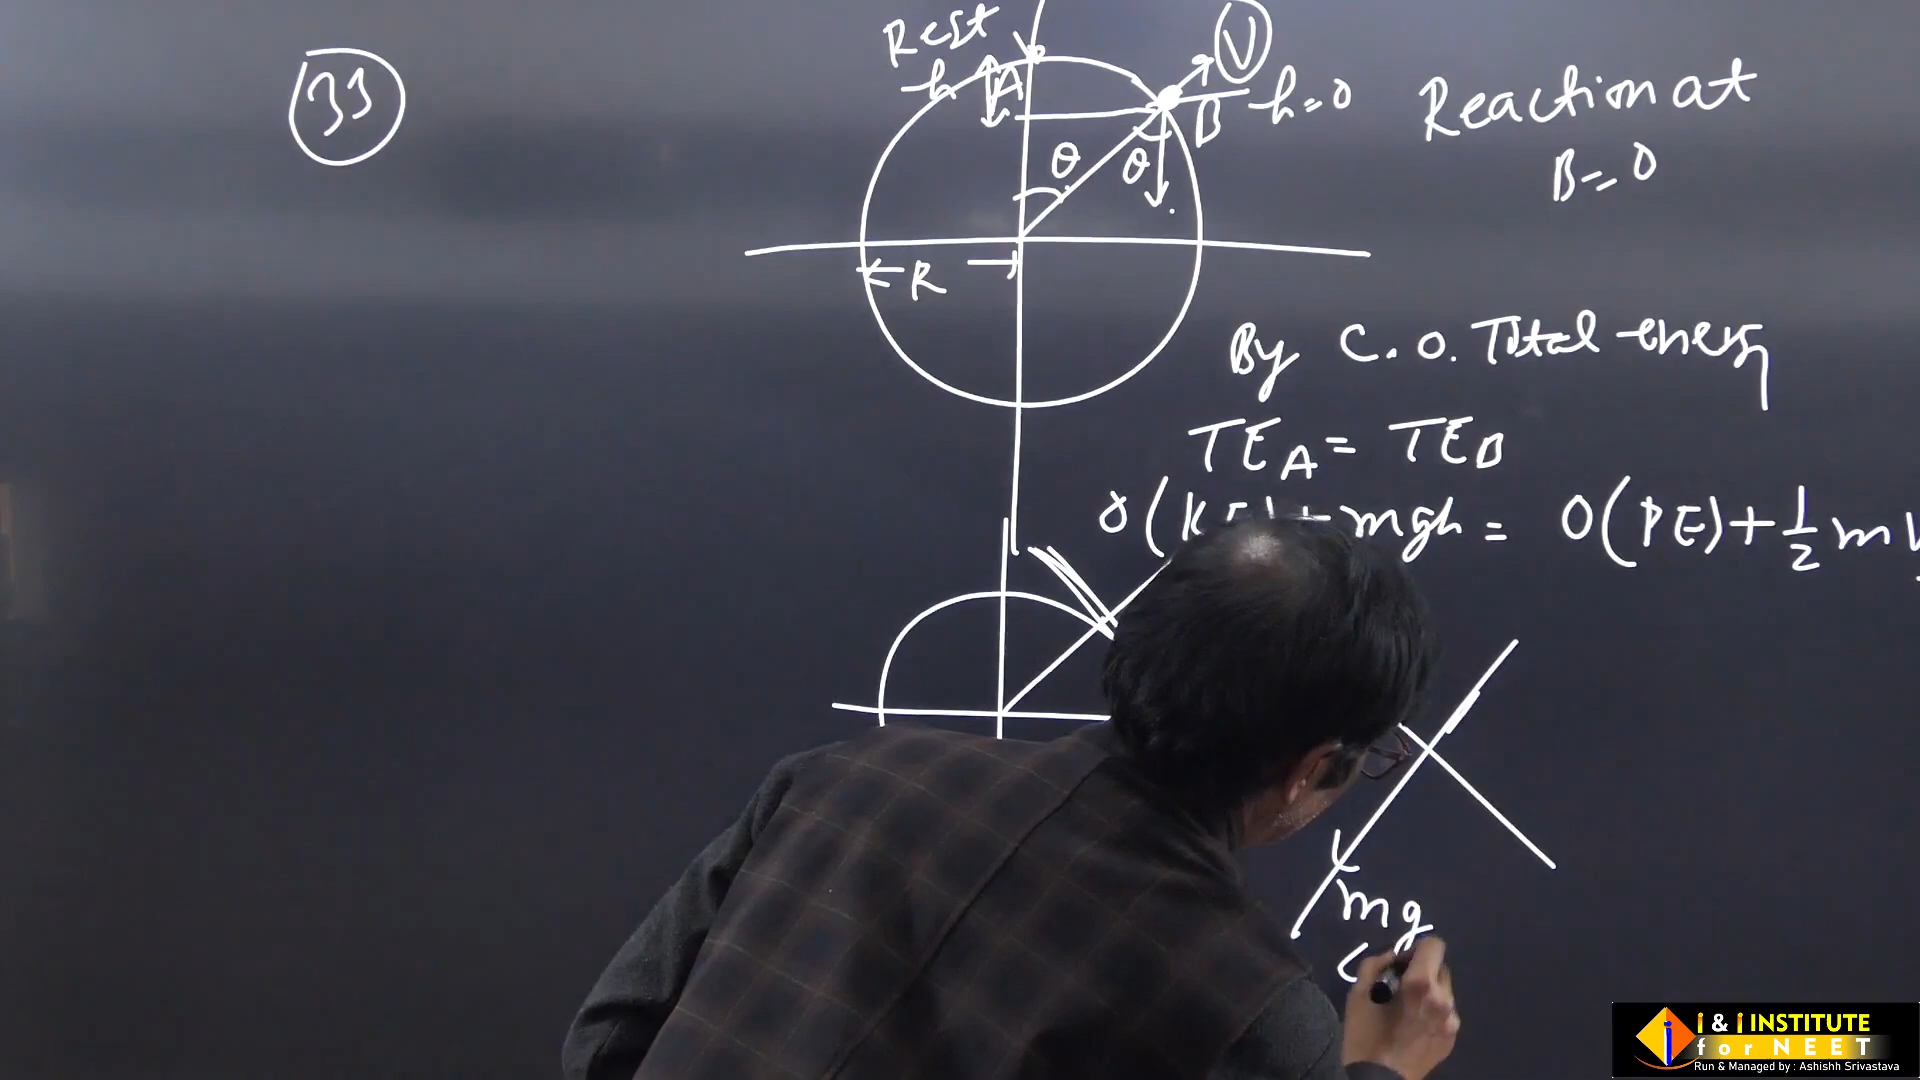 33
Rest
h
A
V
B
h=0
Reaction at
B=0
θ
θ
R
By C.O. Total energy
TE_A = TE_B
0 (KE) + mgh = 0(PE) + 1/2 m
mg
i & i INSTITUTE
for NEET
Run & Managed by : Ashishh Srivastava